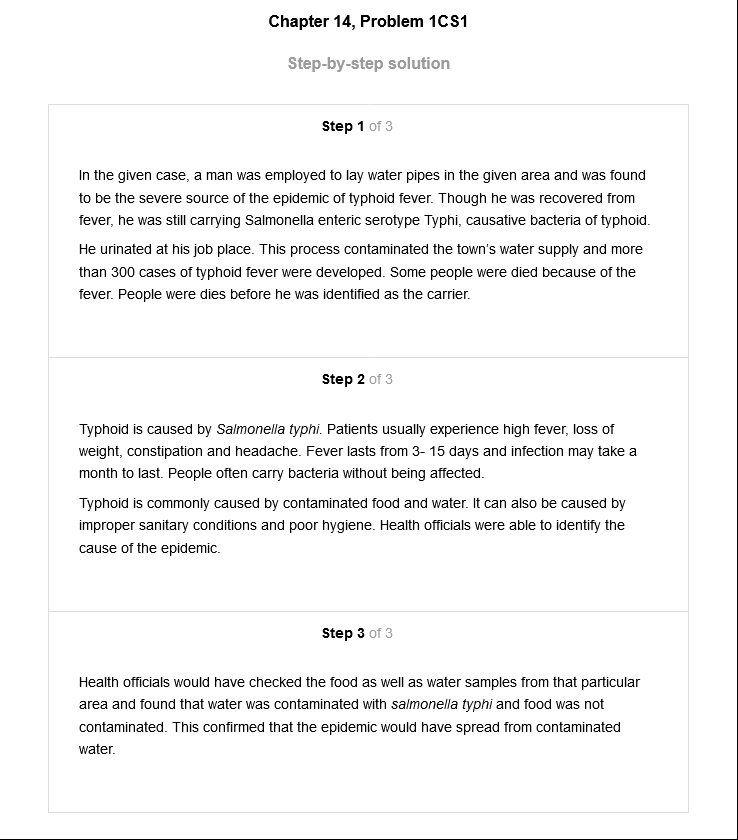 Chapter 14, Problem 1CS1
Step-by-step solution
Step 1 of 3
In the given case, a man was employed to lay water pipes in the given area and was found
to be the severe source of the epidemic of typhoid fever. Though he was recovered from
fever, he was still carrying Salmonella enteric serotype Typhi, causative bacteria of typhoid.
He urinated at his job place. This process contaminated the town's water supply and more
than 300 cases of typhoid fever were developed. Some people were died because of the
fever. People were dies before he was identified as the carrier.
Step 2 of 3
Typhoid is caused by Salmonella typhi. Patients usually experience high fever, loss of
weight, constipation and headache. Fever lasts from 3- 15 days and infection may take a
month to last. People often carry bacteria without being affected.
Typhoid is commonly caused by contaminated food and water. It can also be caused by
improper sanitary conditions and poor hygiene. Health officials were able to identify the
cause of the epidemic.
Step 3 of 3
Health officials would have checked the food as well as water samples from that particular
area and found that water was contaminated with salmonella typhi and food was not
contaminated. This confirmed that the epidemic would have spread from contaminated
water.